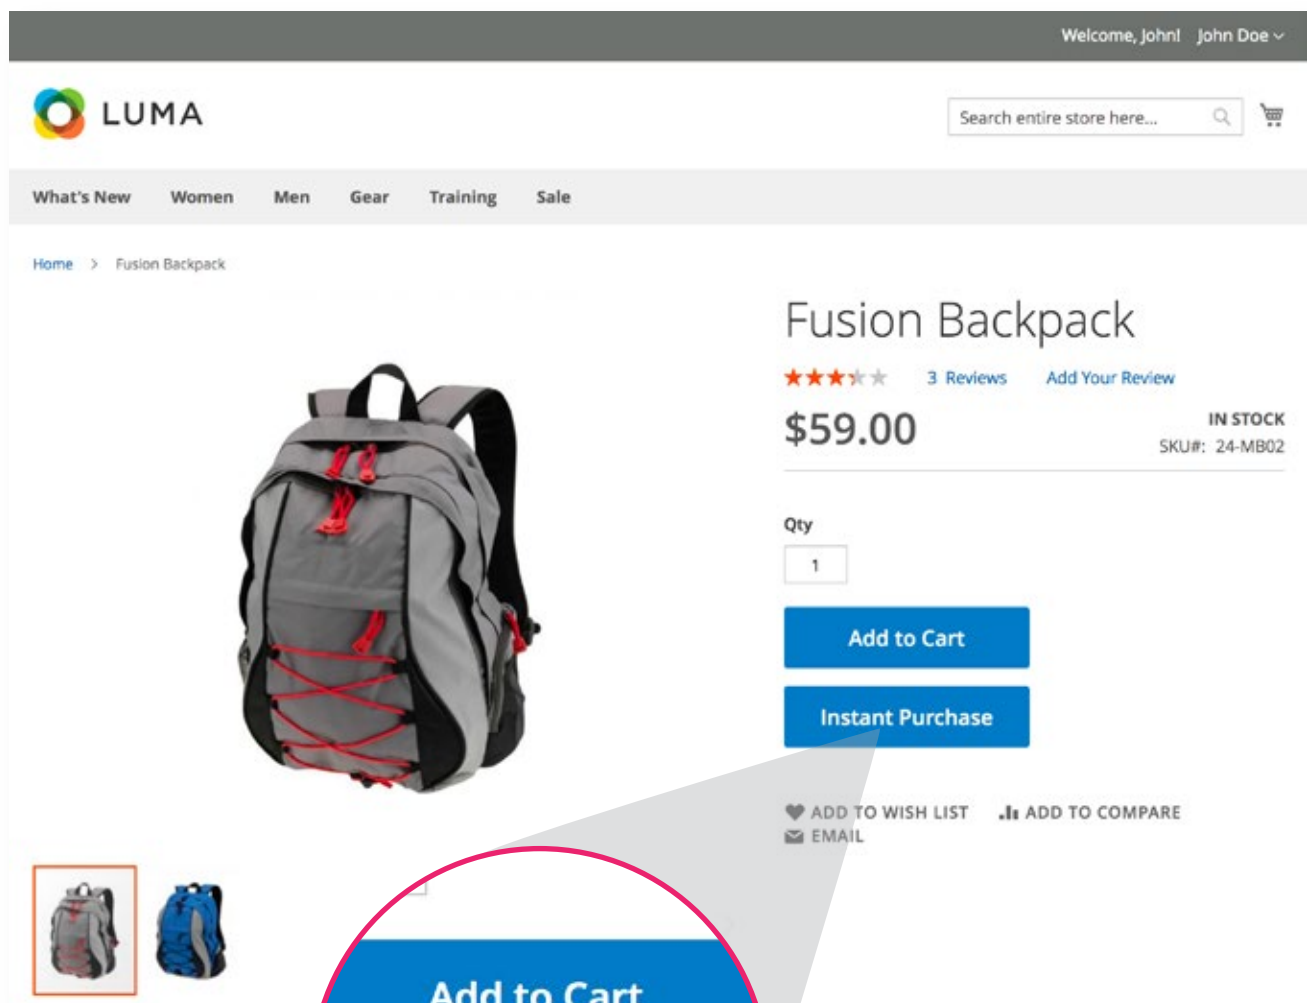 Welcome, John! John Doe
LUMA
Search entire store here...
What's New Women Men Gear Training Sale
Home > Fusion Backpack
Fusion Backpack
3 Reviews Add Your Review
$59.00
IN STOCK
SKU#: 24-MB02
Qty
1
Add to Cart
Instant Purchase
ADD TO WISH LIST ADD TO COMPARE
EMAIL
Add to Cart